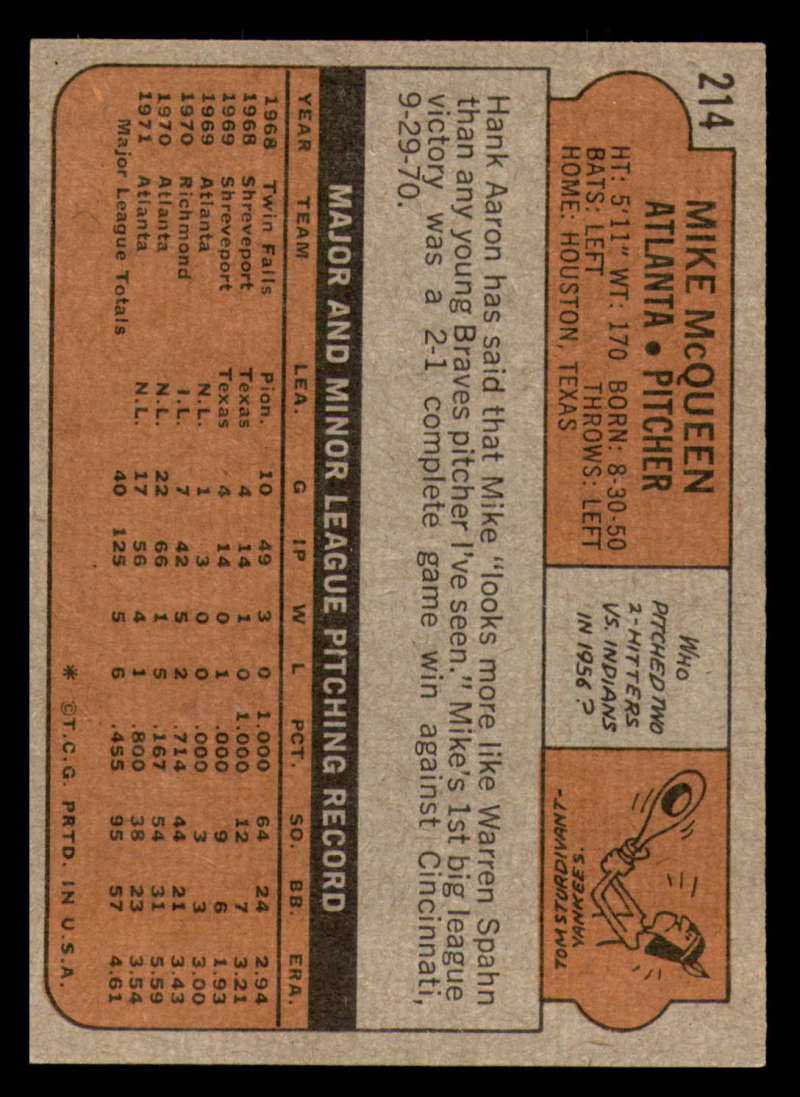 214
MIKE McQUEEN
ATLANTA • PITCHER
HT: 5'11" WT: 170 BORN: 8-30-50
BATS: LEFT THROWS: LEFT
HOME: HOUSTON, TEXAS
WHO
PITCHED TWO
2-HITTERS
VS. INDIANS
IN 1956?
YANKEES'
TOM STURDIVANT-
Hank Aaron has said that Mike "looks more like Warren Spahn
than any young Braves pitcher I've seen." Mike's 1st big league
victory was a 2-1 complete game win against Cincinnati,
9-29-70.
MAJOR AND MINOR LEAGUE PITCHING RECORD
YEAR TEAM LEA. G IP W L PCT. SO. BB. ERA.
1968 Twin Falls Pion. 10 49 3 0 1.000 64 24 2.94
1968 Shreveport Texas 4 14 1 0 1.000 12 7 3.21
1969 Shreveport Texas 4 14 0 1 .000 9 6 1.93
1969 Atlanta N.L. 1 3 0 0 .000 3 3 3.00
1970 Richmond I.L. 7 42 5 2 .714 44 21 3.43
1970 Atlanta N.L. 22 66 1 5 .167 54 31 5.59
1971 Atlanta N.L. 17 56 4 1 .800 38 23 3.54
Major League Totals 40 125 5 6 .455 95 57 4.61
* ©T.C.G. PRTD. IN U.S.A.